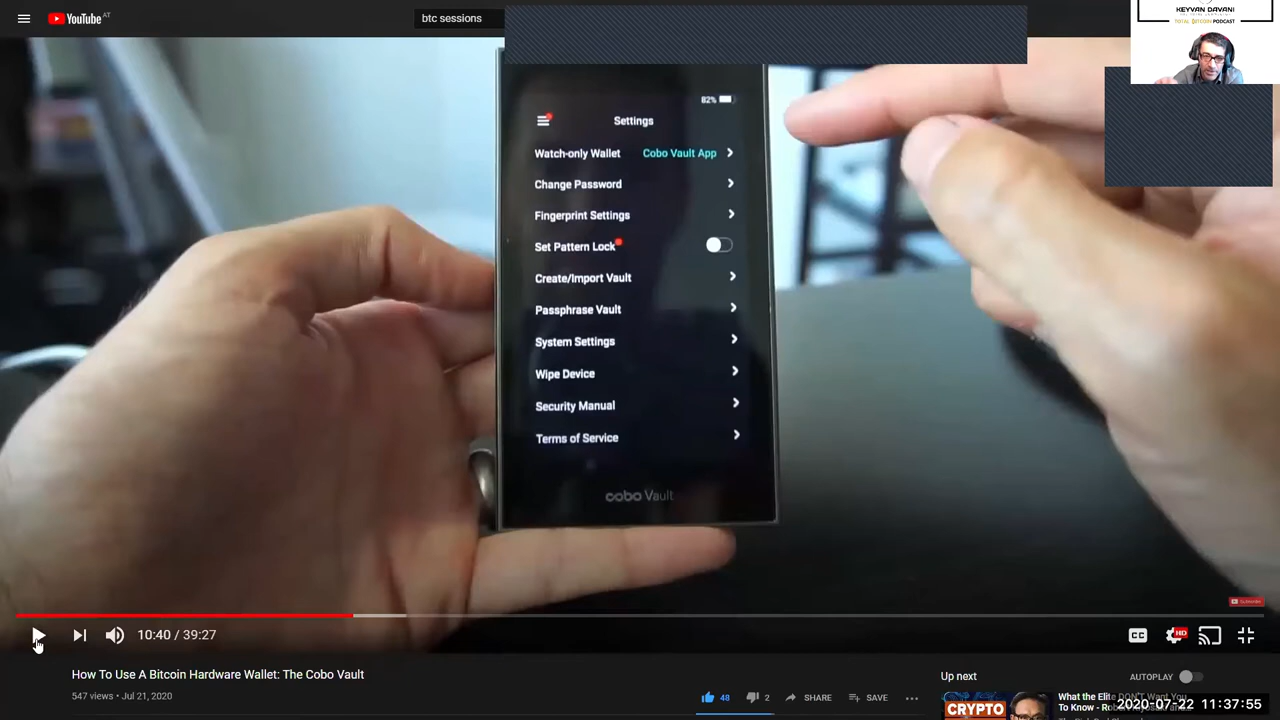 YouTube AT
btc sessions
KEYVAN DAVANI
TOTAL ₿ITCOIN PODCAST
82%
Settings
Watch-only Wallet Cobo Vault App
Change Password
Fingerprint Settings
Set Pattern Lock
Create/Import Vault
Passphrase Vault
System Settings
Wipe Device
Security Manual
Terms of Service
cobo Vault
10:40 / 39:27
CC
HD
How To Use A Bitcoin Hardware Wallet: The Cobo Vault
547 views • Jul 21, 2020
48
2
SHARE
SAVE
Up next
AUTOPLAY
CRYPTO
What the Elite DON'T Want You
To Know - R
2020-07-22 11:37:55